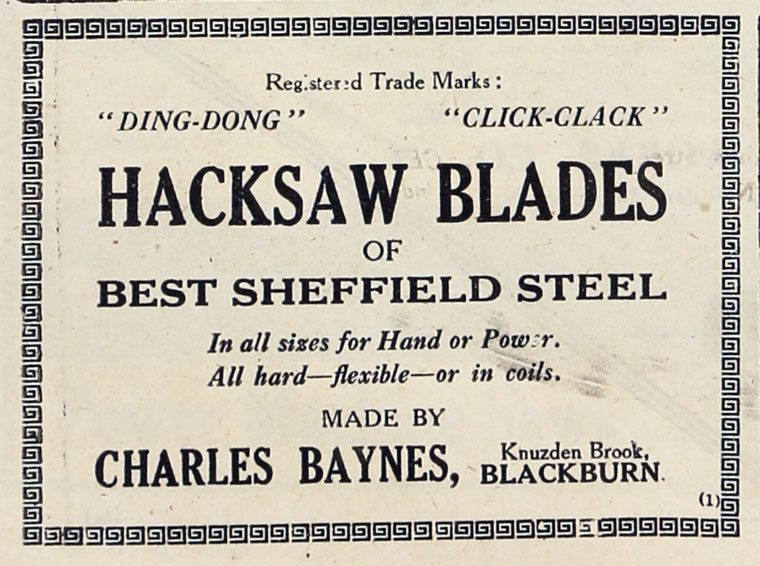 Registered Trade Marks:
"DING-DONG" "CLICK-CLACK"
HACKSAW BLADES
OF
BEST SHEFFIELD STEEL
In all sizes for Hand or Power.
All hard—flexible—or in coils.
MADE BY
CHARLES BAYNES, Knuzden Brook,
BLACKBURN.
(1)